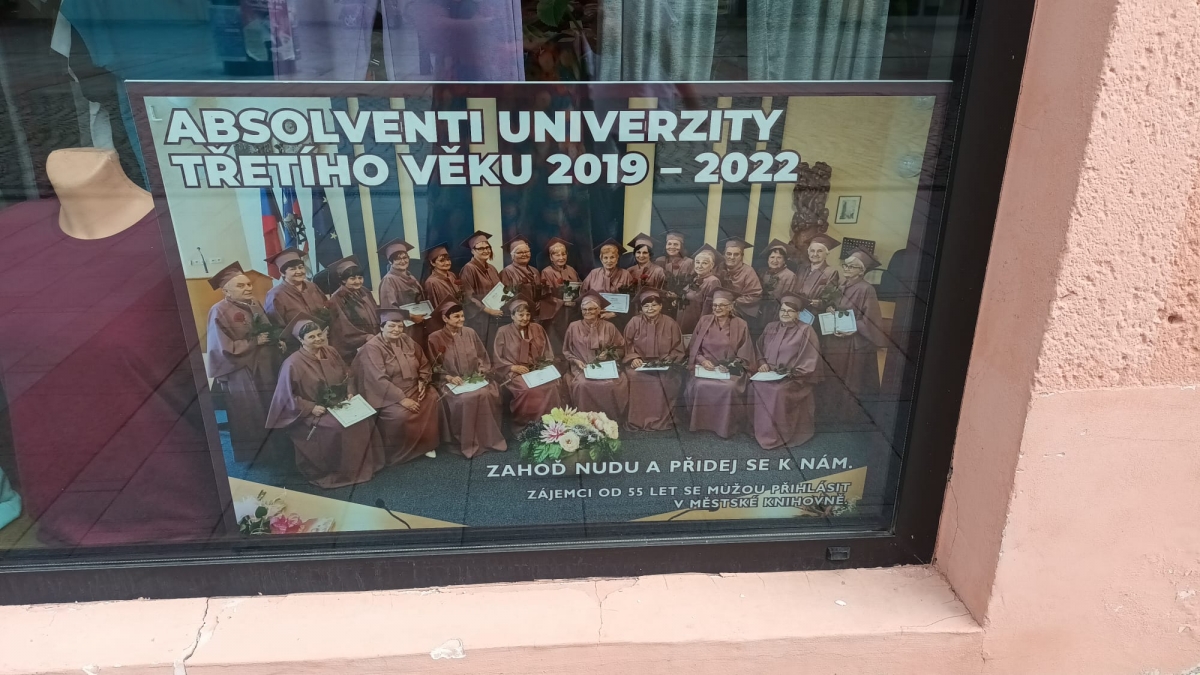 ABSOLVENTI UNIVERZITY
TŘETÍHO VĚKU 2019 – 2022
ZAHOĎ NUDU A PŘIDEJ SE K NÁM.
ZÁJEMCI OD 55 LET SE MŮŽOU PŘIHLÁSIT
V MĚSTSKÉ KNIHOVNĚ.